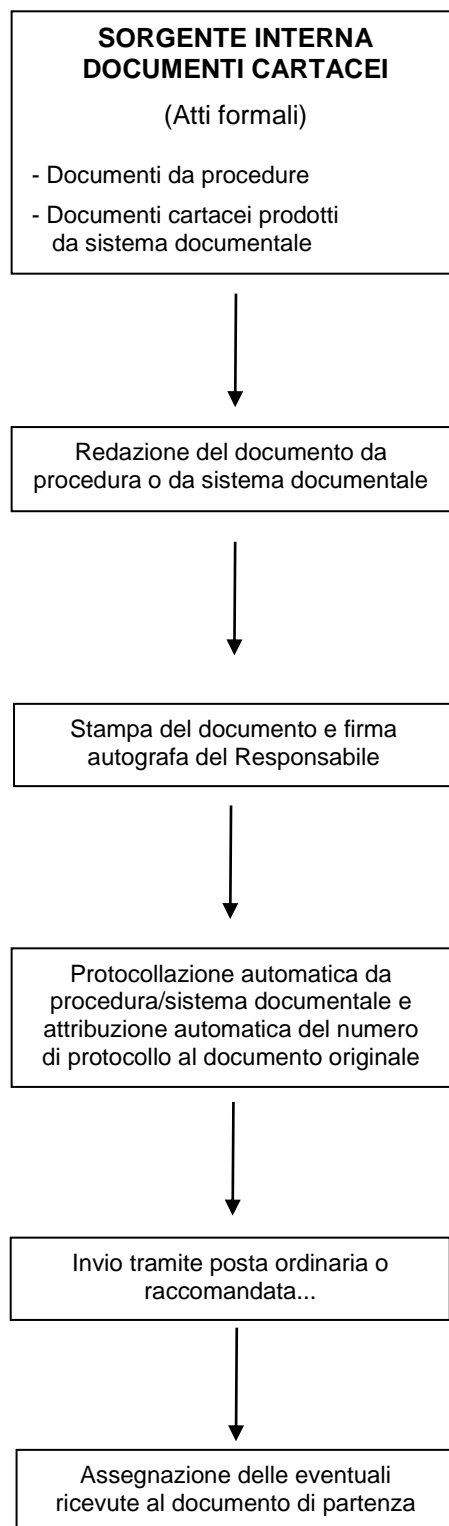 SORGENTE INTERNA
DOCUMENTI CARTACEI
(Atti formali)
- Documenti da procedure
- Documenti cartacei prodotti
da sistema documentale
Redazione del documento da
procedura o da sistema documentale
Stampa del documento e firma
autografa del Responsabile
Protocollazione automatica da
procedura/sistema documentale e
attribuzione automatica del numero
di protocollo al documento originale
Invio tramite posta ordinaria o
raccomandata...
Assegnazione delle eventuali
ricevute al documento di partenza